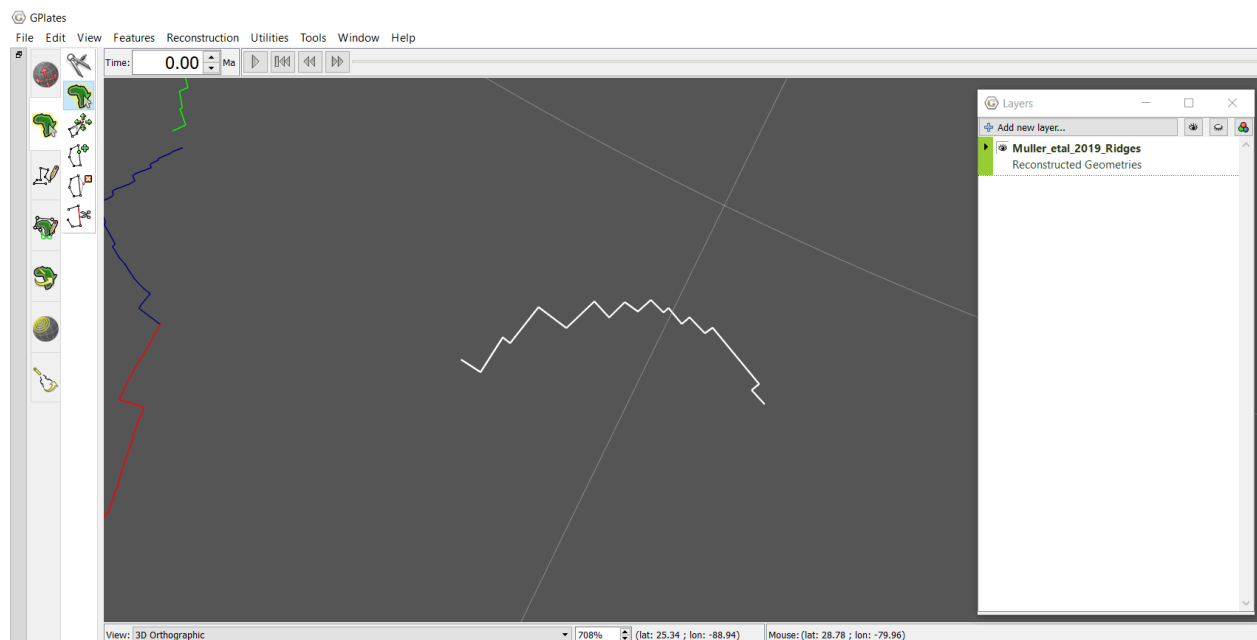 GPlates
File Edit View Features Reconstruction Utilities Tools Window Help
Time: 0.00 Ma
Layers
Add new layer...
Muller_etal_2019_Ridges
Reconstructed Geometries
View: 3D Orthographic 708% (lat: 25.34 ; lon: -88.94) Mouse: (lat: 28.78 ; lon: -79.96)